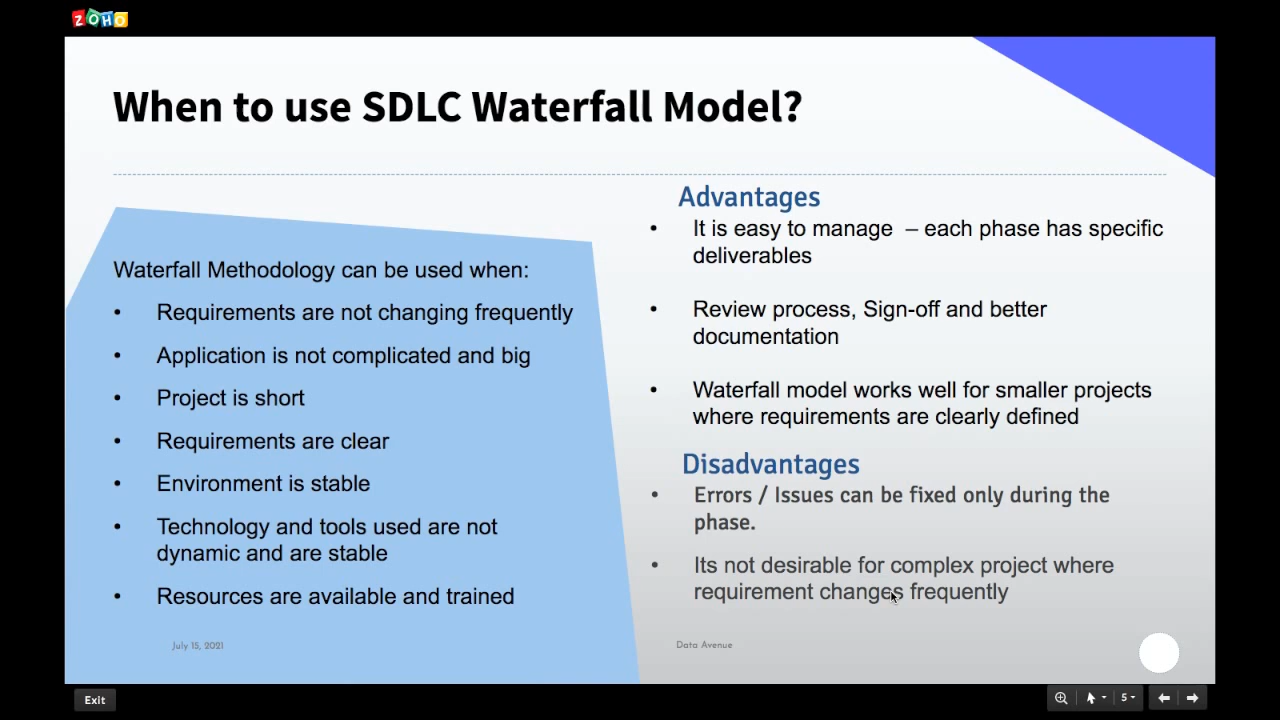 ZOHO
When to use SDLC Waterfall Model?
Waterfall Methodology can be used when:
• Requirements are not changing frequently
• Application is not complicated and big
• Project is short
• Requirements are clear
• Environment is stable
• Technology and tools used are not
dynamic and are stable
• Resources are available and trained
Advantages
• It is easy to manage – each phase has specific
deliverables
• Review process, Sign-off and better
documentation
• Waterfall model works well for smaller projects
where requirements are clearly defined
Disadvantages
• Errors / Issues can be fixed only during the
phase.
• Its not desirable for complex project where
requirement changes frequently
July 15, 2021
Data Avenue
Exit
5